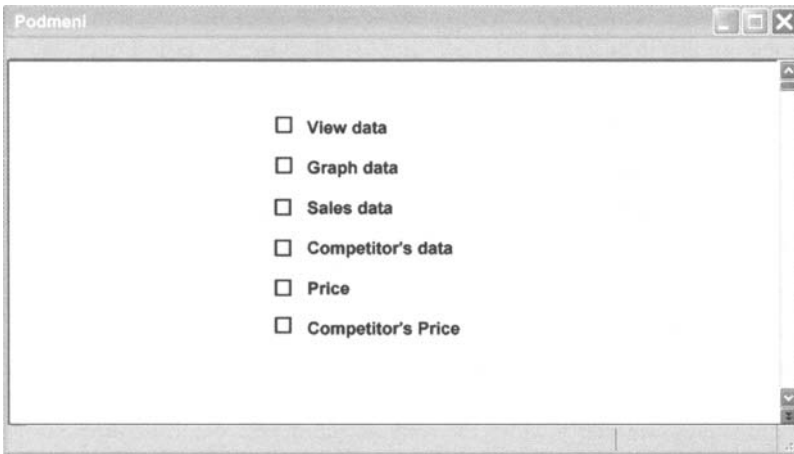 Podmeni
View data
Graph data
Sales data
Competitor's data
Price
Competitor's Price